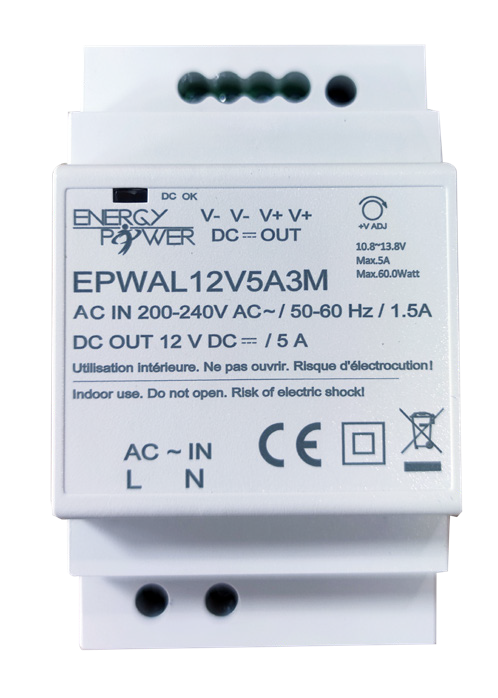 DC OK
ENERGY
POWER
V- V- V+ V+
DC⎓OUT
+V ADJ
10.8~13.8V
Max.5A
Max.60.0Watt
EPWAL12V5A3M
AC IN 200-240V AC~/ 50-60 Hz / 1.5A
DC OUT 12 V DC⎓ / 5 A
Utilisation intérieure. Ne pas ouvrir. Risque d'électrocution!
Indoor use. Do not open. Risk of electric shock!
AC ~ IN
L N
CE